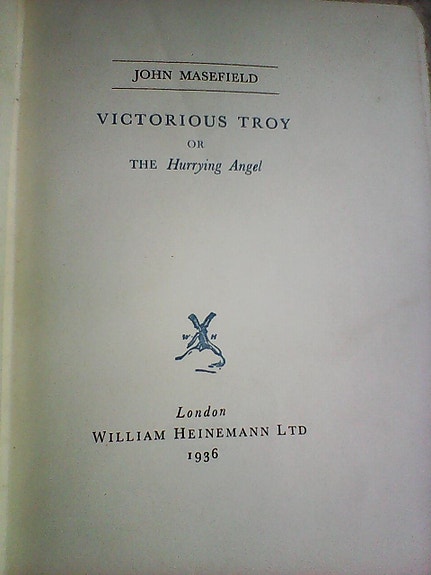 JOHN MASEFIELD
VICTORIOUS TROY
OR
THE Hurrying Angel
W H
London
WILLIAM HEINEMANN LTD
1936